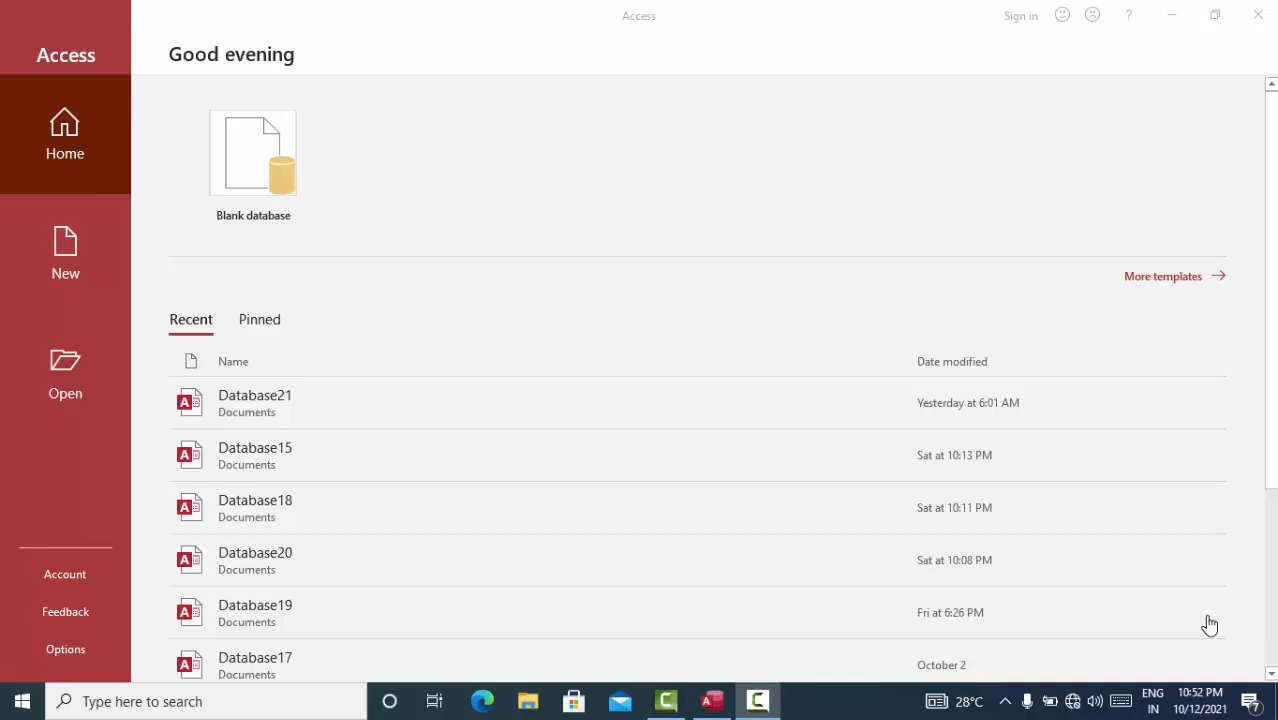 Access
Sign in
?
Access
Good evening
Home
Blank database
New
More templates
Recent Pinned
Name Date modified
Open
Database21
Documents
Yesterday at 6:01 AM
Database15
Documents
Sat at 10:13 PM
Database18
Documents
Sat at 10:11 PM
Database20
Documents
Sat at 10:08 PM
Database19
Documents
Fri at 6:26 PM
Database17
Documents
October 2
Account
Feedback
Options
Type here to search
28°C
ENG
IN
10:52 PM
10/12/2021
7